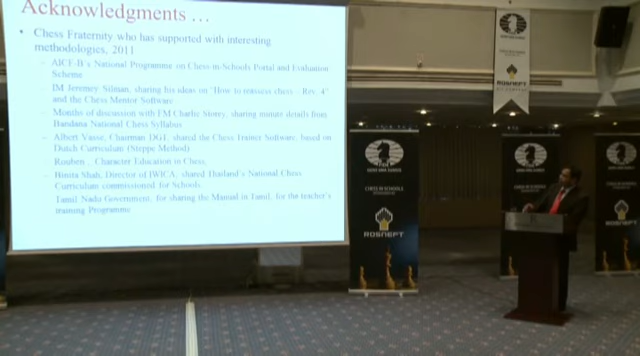 Acknowledgments ...
• Chess Fraternity who has supported with interesting
methodologies, 2011
– AICF-B's National Programme on Chess-in-Schools Portal and Evaluation
Scheme
– IM Jeremey Silman, sharing his ideas on "How to reassess chess – Rev. 4"
and the Chess Mentor Software
– Months of discussion with FM Charlie Storey, sharing minute details from
National Chess Syllabus
– Albert Vasse, Chairman DGT, shared the Chess Trainer Software, based on
Dutch Curriculum (Steppe Method)
– Rouben , Character Education in Chess,
– Shah, Director of IWICA, shared Thailand's National Chess
Curriculum commissioned for Schools
– Tamil Nadu Government, for sharing the Manual in Tamil, for the teacher's
training Programme
CHESS IN SCHOOLS
ROSNEFT
ROSNEFT
CHESS IN SCHOOLS